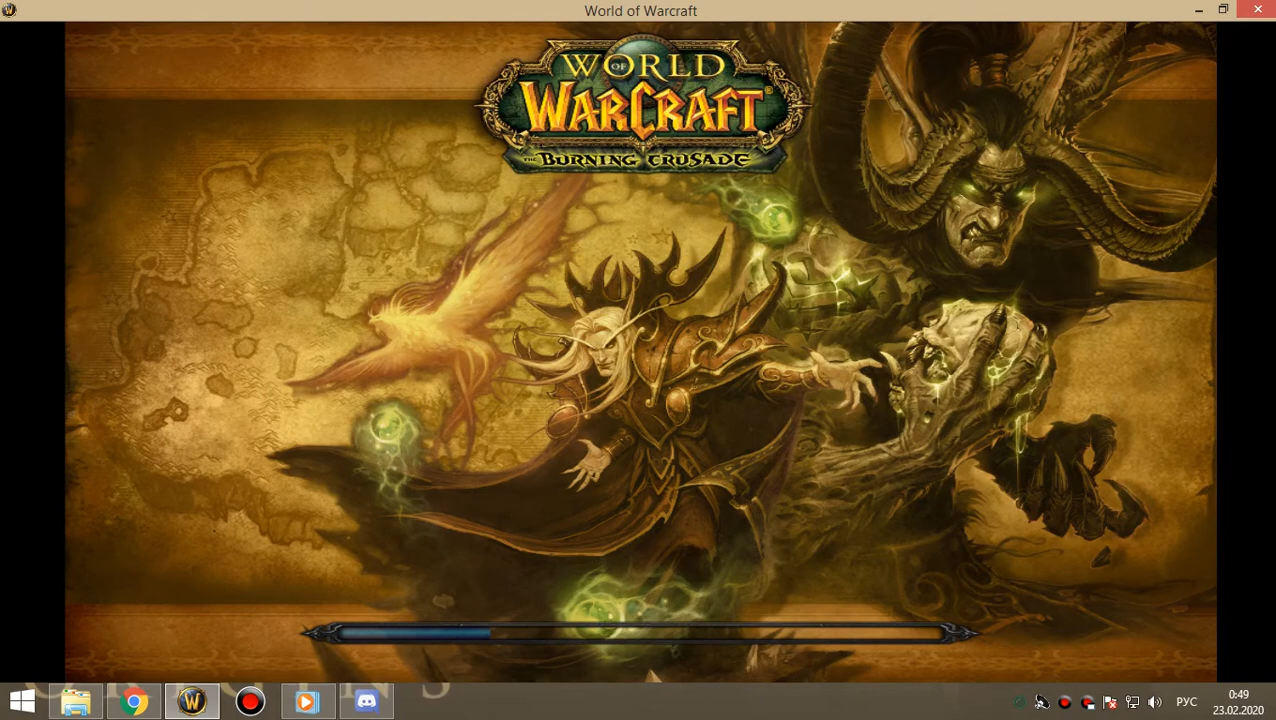 World of Warcraft
WORLD
OF
WARCRAFT®
THE BURNING CRUSADE
РУС
0:49
23.02.2020